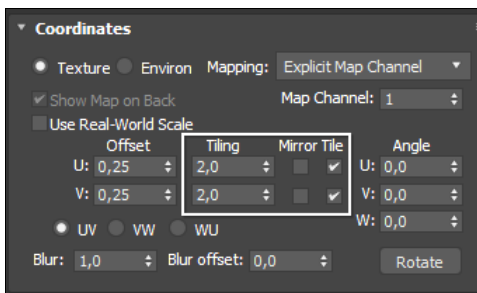 Coordinates
Texture Environ Mapping: Explicit Map Channel
Show Map on Back Map Channel: 1
Use Real-World Scale
Offset Tiling Mirror Tile Angle
U: 0,25 2,0 U: 0,0
V: 0,25 2,0 V: 0,0
UV VW WU W: 0,0
Blur: 1,0 Blur offset: 0,0 Rotate